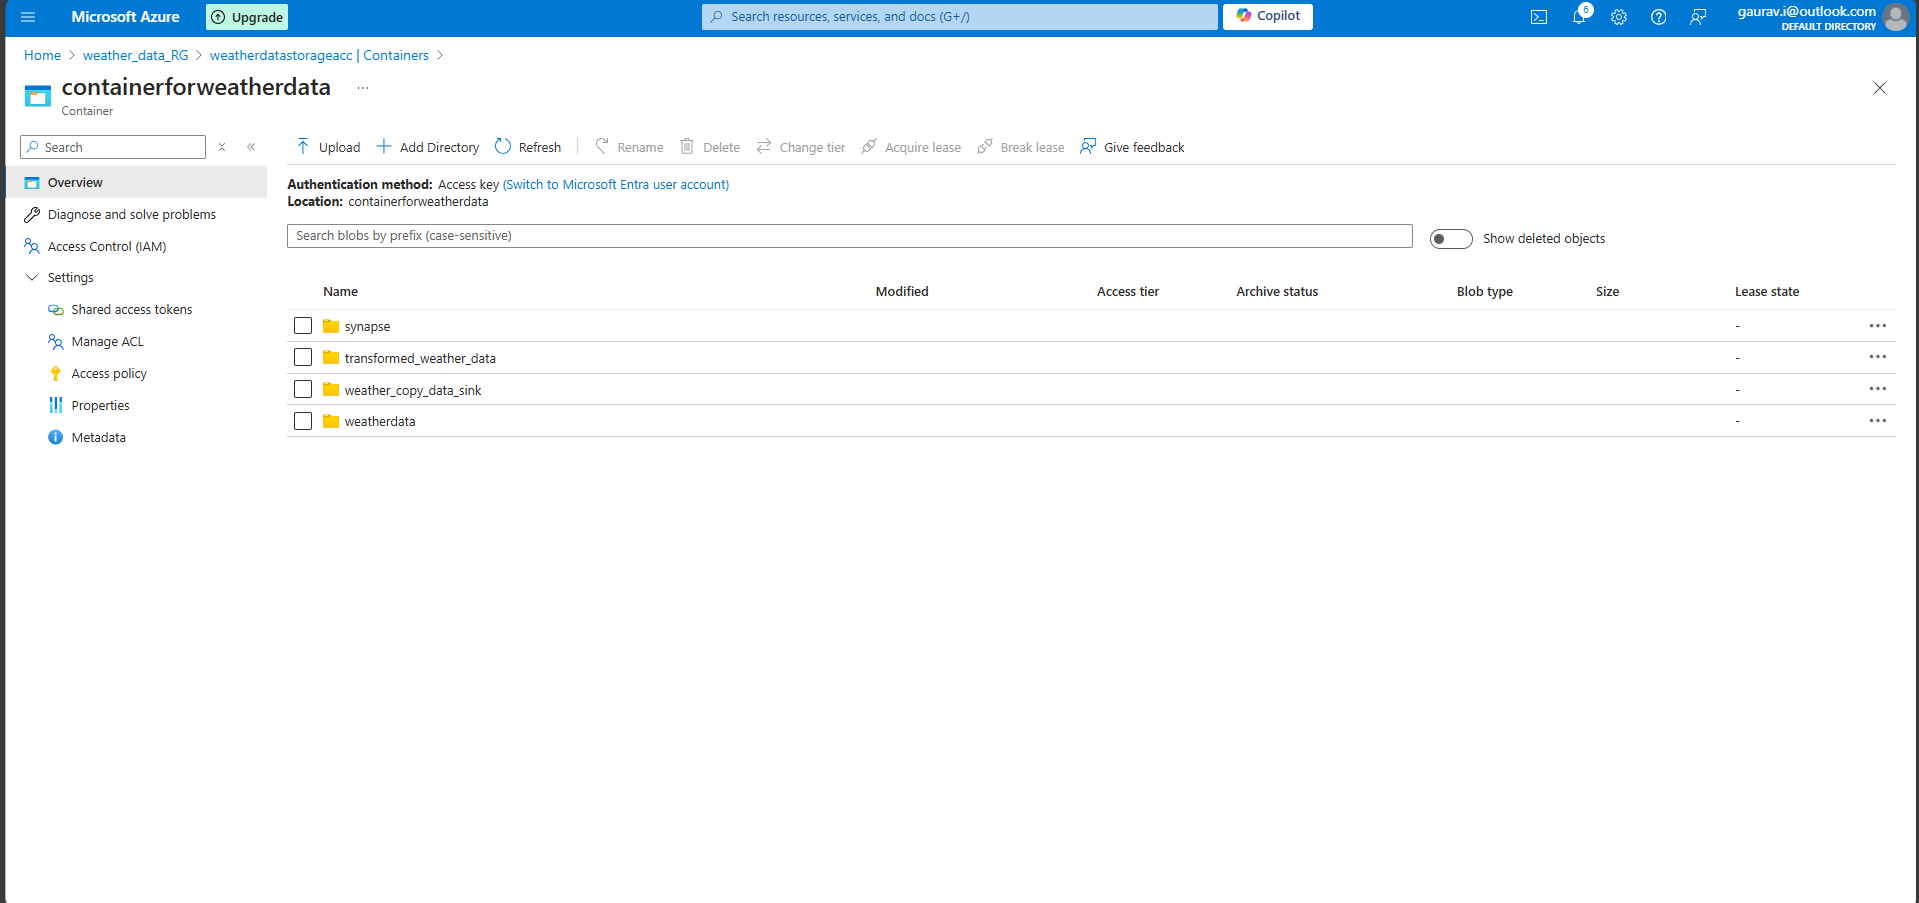 Microsoft Azure
Upgrade
Search resources, services, and docs (G+/)
Copilot
6
gaurav.i@outlook.com
DEFAULT DIRECTORY
Home > weather_data_RG > weatherdatastorageacc | Containers >
containerforweatherdata ...
Container
Search
Upload
Add Directory
Refresh
Rename
Delete
Change tier
Acquire lease
Break lease
Give feedback
Overview
Diagnose and solve problems
Access Control (IAM)
Settings
Shared access tokens
Manage ACL
Access policy
Properties
Metadata
Authentication method: Access key (Switch to Microsoft Entra user account)
Location: containerforweatherdata
Search blobs by prefix (case-sensitive)
Show deleted objects
Name Modified Access tier Archive status Blob type Size Lease state
synapse -
transformed_weather_data -
weather_copy_data_sink -
weatherdata -